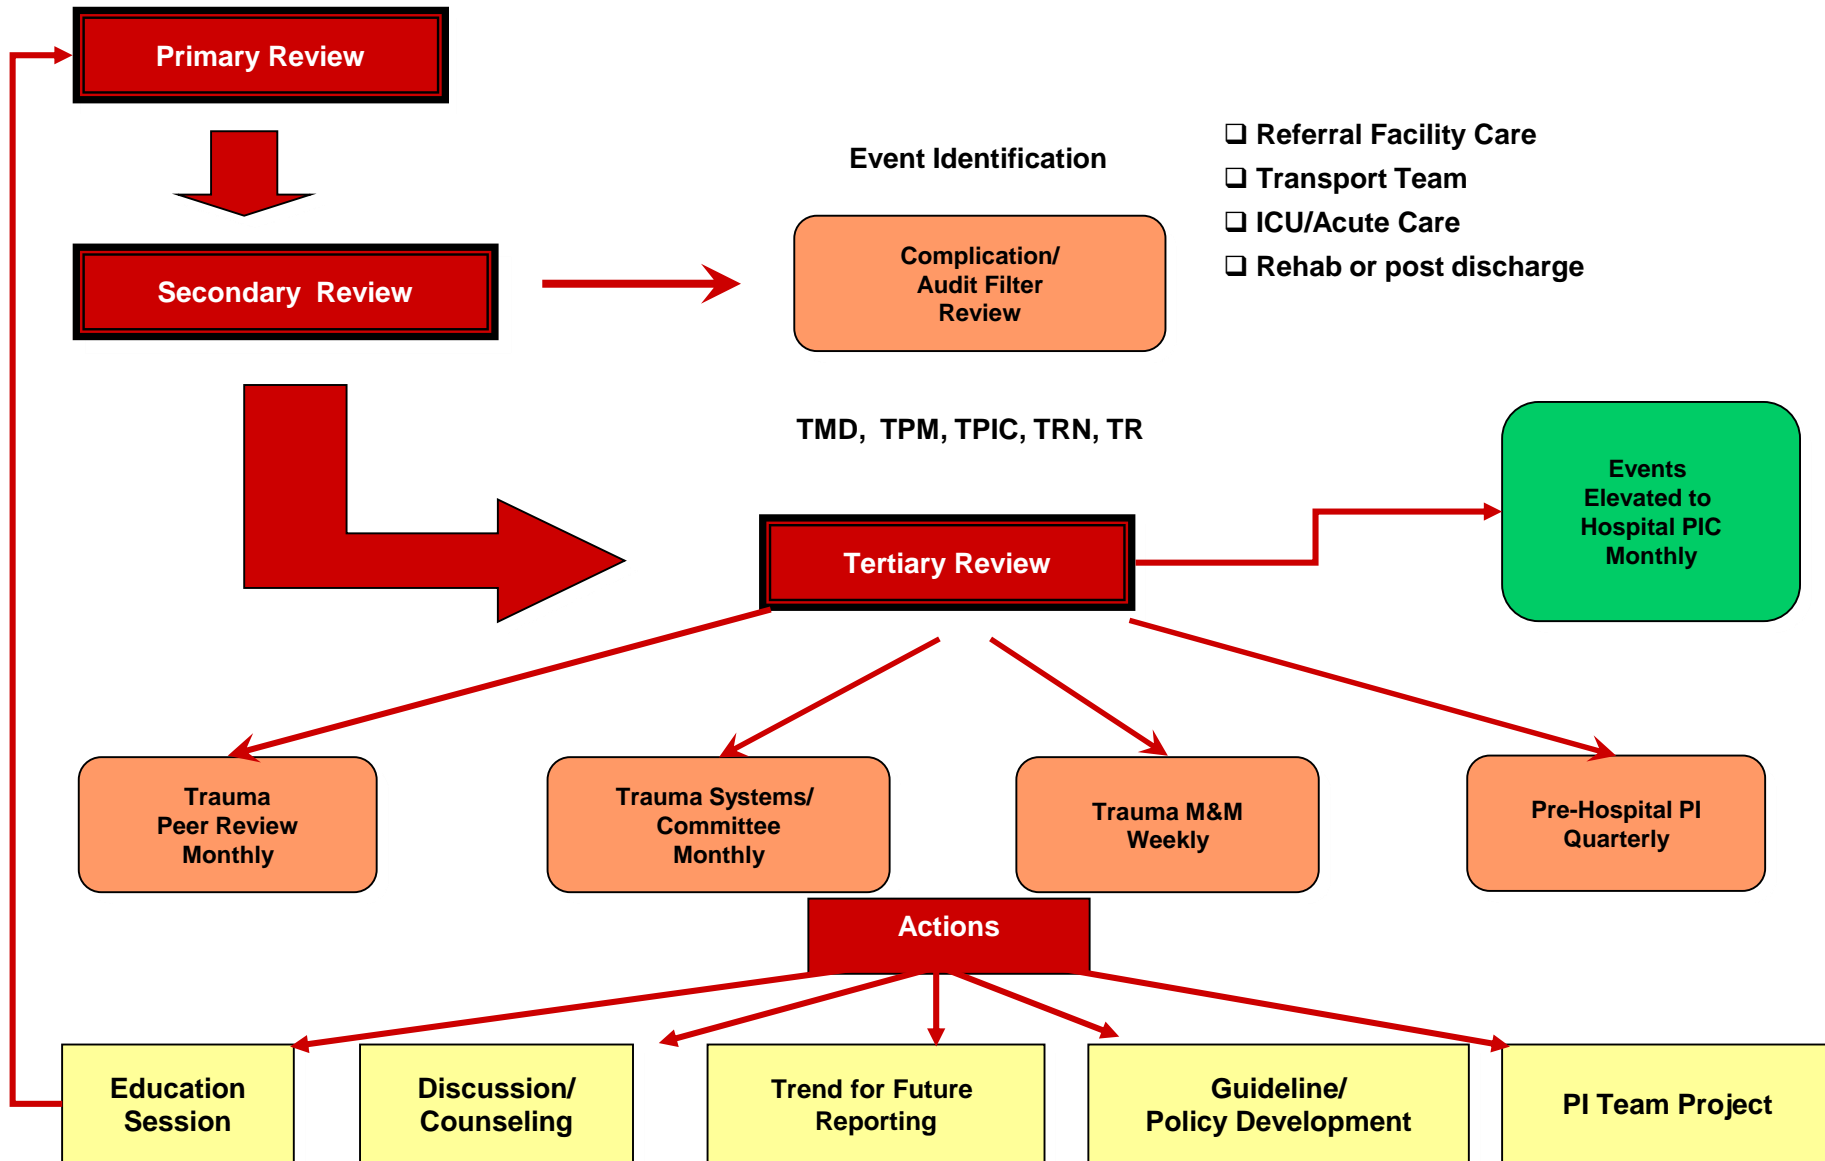 Primary Review
Event Identification
❑ Referral Facility Care
❑ Transport Team
❑ ICU/Acute Care
❑ Rehab or post discharge
Secondary Review
Complication/
Audit Filter
Review
TMD, TPM, TPIC, TRN, TR
Events
Elevated to
Hospital PIC
Monthly
Tertiary Review
Trauma
Peer Review
Monthly
Trauma Systems/
Committee
Monthly
Trauma M&M
Weekly
Pre-Hospital PI
Quarterly
Actions
Education
Session
Discussion/
Counseling
Trend for Future
Reporting
Guideline/
Policy Development
PI Team Project